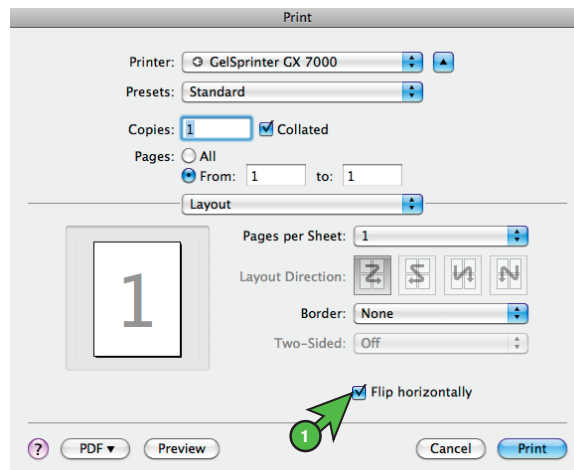 Print
Printer: GelSprinter GX 7000
Presets: Standard
Copies: 1 Collated
Pages: All
From: 1 to: 1
Layout
Pages per Sheet: 1
1
Layout Direction:
Border: None
Two-Sided: Off
Flip horizontally
1
? PDF ▾ Preview Cancel Print